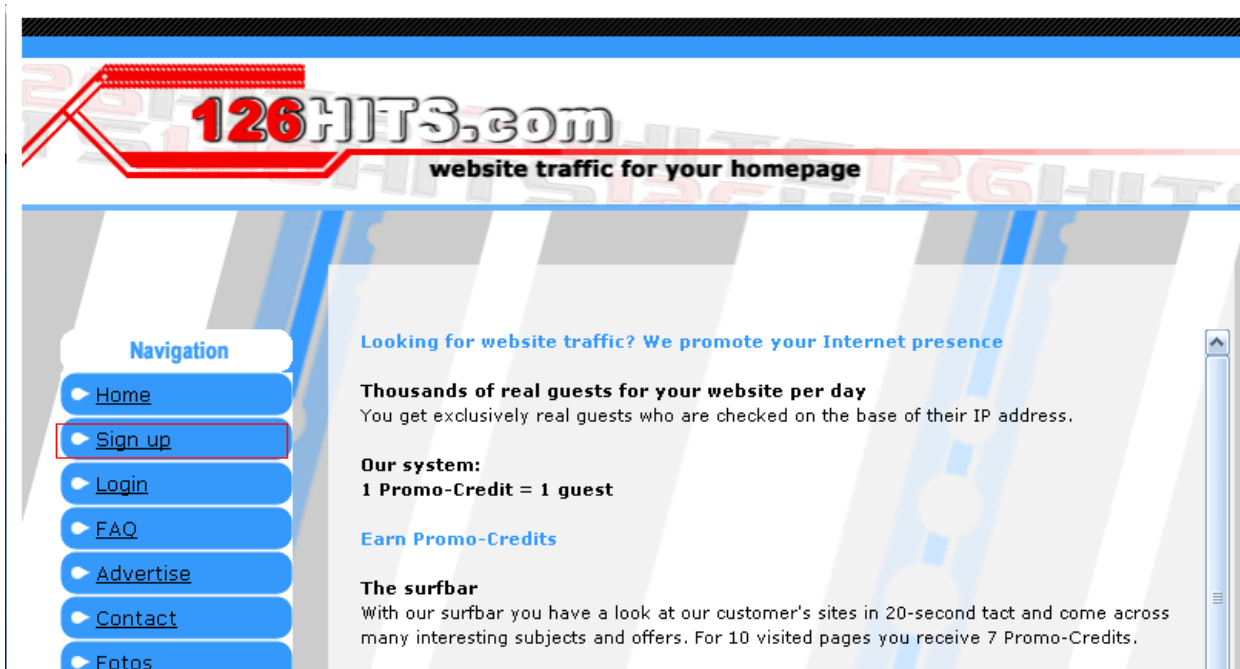 126HITS.com
website traffic for your homepage
Navigation
Home
Sign up
Login
FAQ
Advertise
Contact
Fotos
Looking for website traffic? We promote your Internet presence
Thousands of real guests for your website per day
You get exclusively real guests who are checked on the base of their IP address.
Our system:
1 Promo-Credit = 1 guest
Earn Promo-Credits
The surfbar
With our surfbar you have a look at our customer's sites in 20-second tact and come across
many interesting subjects and offers. For 10 visited pages you receive 7 Promo-Credits.